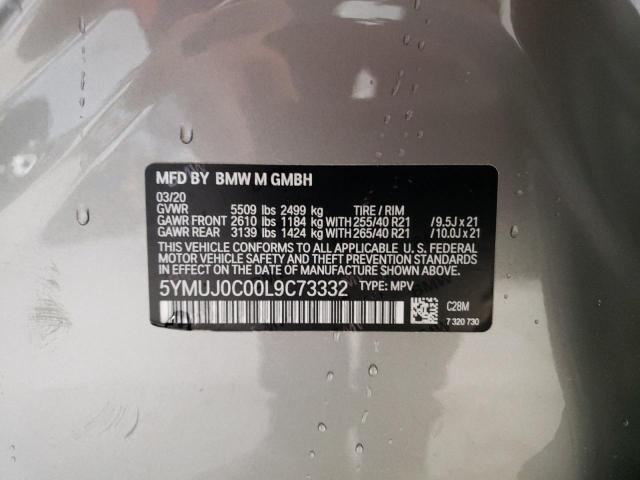 MFD BY BMW M GMBH
03/20
GVWR 5509 lbs 2499 kg TIRE / RIM
GAWR FRONT 2610 lbs 1184 kg WITH 255/40 R21 / 9.5J x 21
GAWR REAR 3139 lbs 1424 kg WITH 265/40 R21 / 10.0J x 21
THIS VEHICLE CONFORMS TO ALL APPLICABLE U. S. FEDERAL
MOTOR VEHICLE SAFETY, BUMPER, AND THEFT PREVENTION
STANDARDS IN EFFECT ON THE DATE OF MANUFACTURE SHOWN ABOVE.
5YMUJ0C00L9C73332 TYPE: MPV
C28M
7 320 730